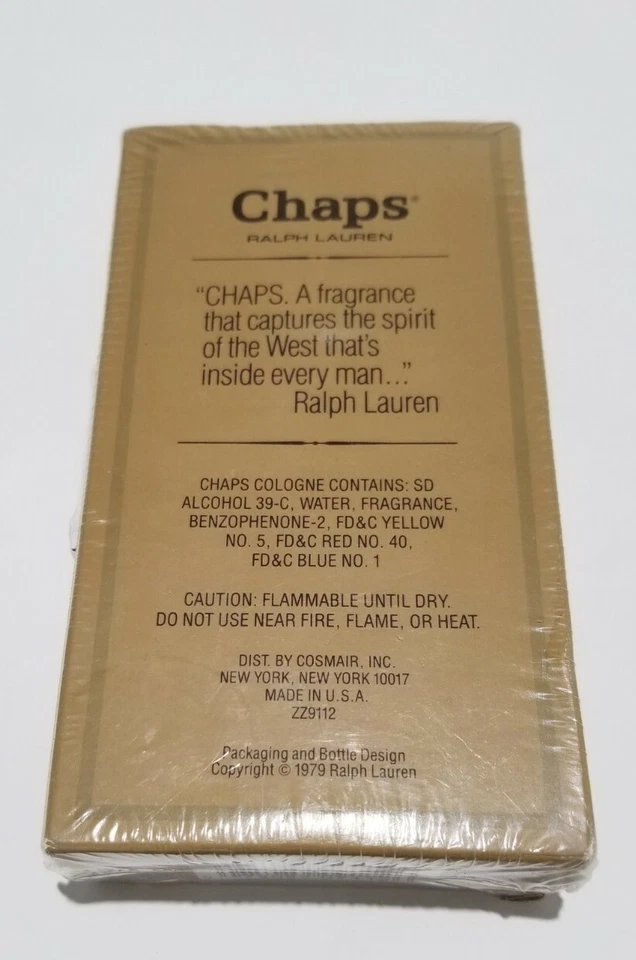 Chaps®
RALPH LAUREN
“CHAPS. A fragrance
that captures the spirit
of the West that's
inside every man...”
Ralph Lauren
CHAPS COLOGNE CONTAINS: SD
ALCOHOL 39-C, WATER, FRAGRANCE,
BENZOPHENONE-2, FD&C YELLOW
NO. 5, FD&C RED NO. 40,
FD&C BLUE NO. 1
CAUTION: FLAMMABLE UNTIL DRY.
DO NOT USE NEAR FIRE, FLAME, OR HEAT.
DIST. BY COSMAIR, INC.
NEW YORK, NEW YORK 10017
MADE IN U.S.A.
ZZ9112
Packaging and Bottle Design
Copyright © 1979 Ralph Lauren